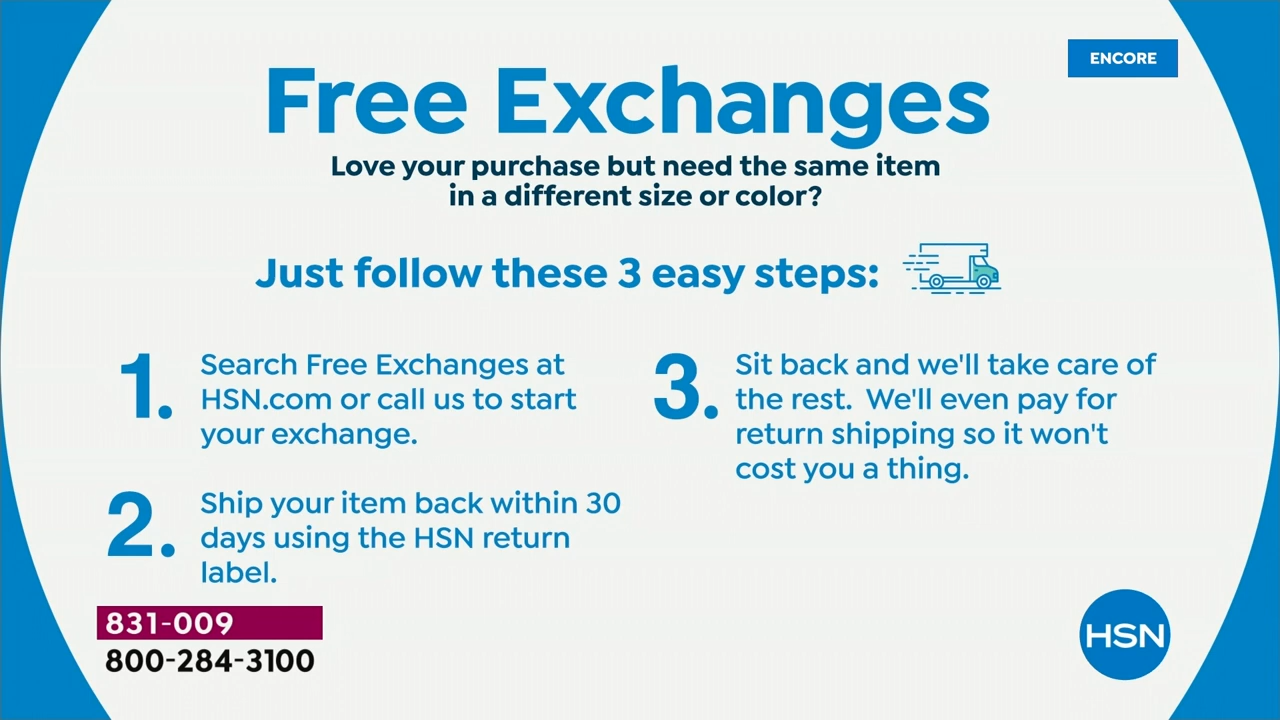 ENCORE
Free Exchanges
Love your purchase but need the same item
in a different size or color?
Just follow these 3 easy steps:
1. Search Free Exchanges at
HSN.com or call us to start
your exchange.
2. Ship your item back within 30
days using the HSN return
label.
3. Sit back and we'll take care of
the rest. We'll even pay for
return shipping so it won't
cost you a thing.
831-009
800-284-3100
HSN